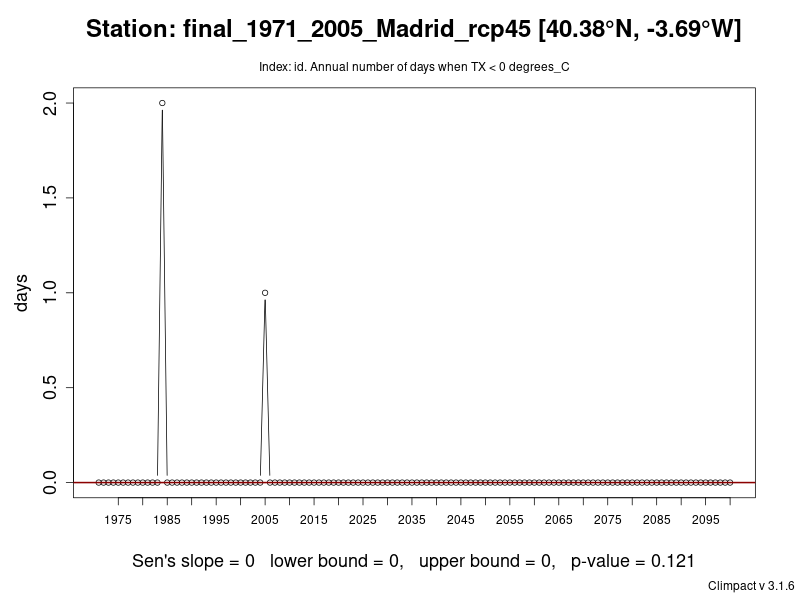 Station: final_1971_2005_Madrid_rcp45 [40.38°N, -3.69°W]
Index: id. Annual number of days when TX < 0 degrees_C
days
2.0
1.5
1.0
0.5
0.0
1975 1985 1995 2005 2015 2025 2035 2045 2055 2065 2075 2085 2095
Sen's slope = 0 lower bound = 0, upper bound = 0, p-value = 0.121
Climpact v 3.1.6